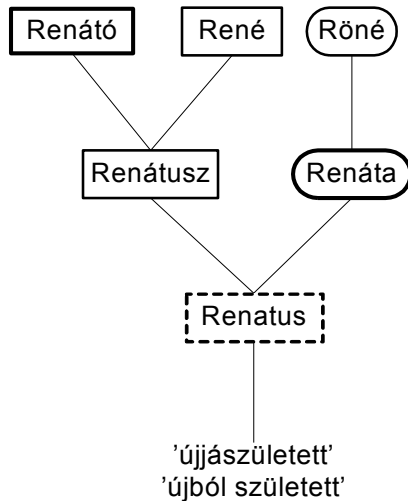 Renátó René Röné
Renátusz Renáta
Renatus
’újjászületett’
’újból született’